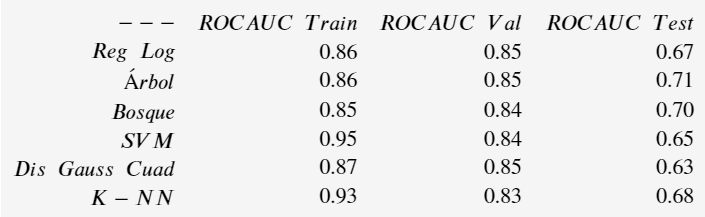 − − − ROCAUC Train ROCAUC Val ROCAUC Test
Reg Log 0.86 0.85 0.67
Árbol 0.86 0.85 0.71
Bosque 0.85 0.84 0.70
SVM 0.95 0.84 0.65
Dis Gauss Cuad 0.87 0.85 0.63
K − NN 0.93 0.83 0.68